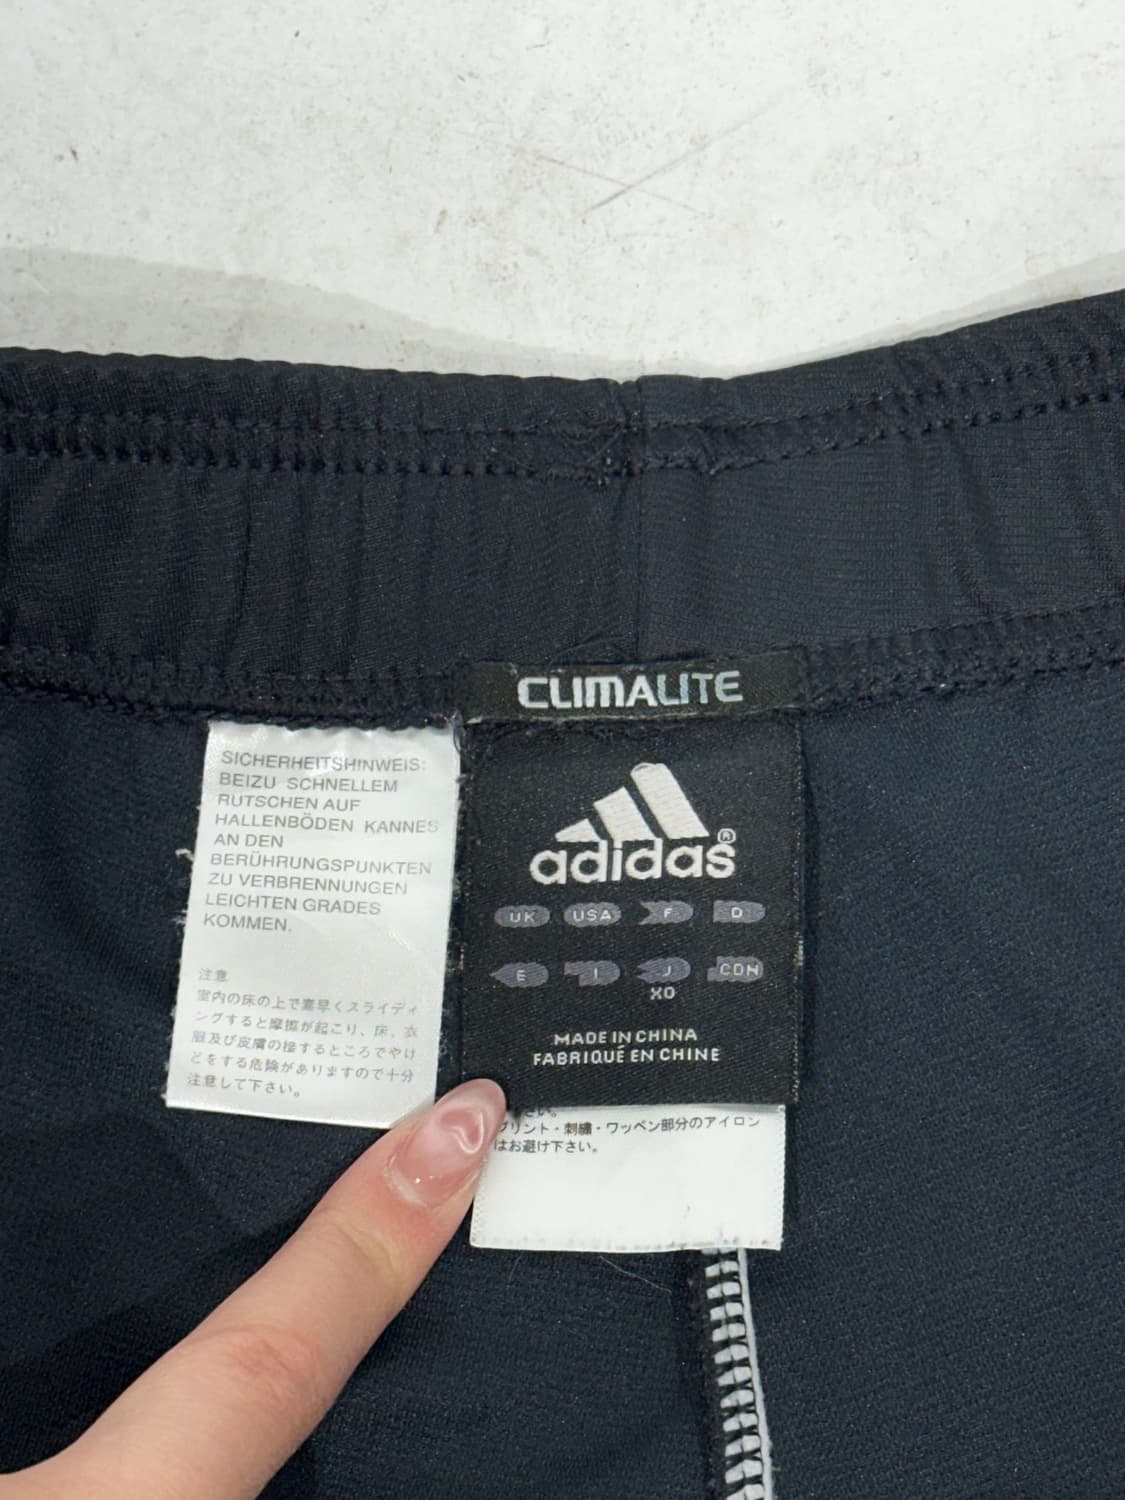 CLIMALITE
SICHERHEITSHINWEIS:
BEIZU SCHNELLEM
RUTSCHEN AUF
HALLENBÖDEN KANNES
AN DEN
BERÜHRUNGSPUNKTEN
ZU VERBRENNUNGEN
LEICHTEN GRADES
KOMMEN.
注意
室内の床の上で素早くスライディ
ングすると摩擦が起こり、床、衣
服及び皮膚の接するところでやけ
どをする危険がありますので十分
注意して下さい。
adidas®
UK USA F D
E I J CDN
XO
MADE IN CHINA
FABRIQUÉ EN CHINE
さい。
プリント・刺繍・ワッペン部分のアイロン
はお避け下さい。